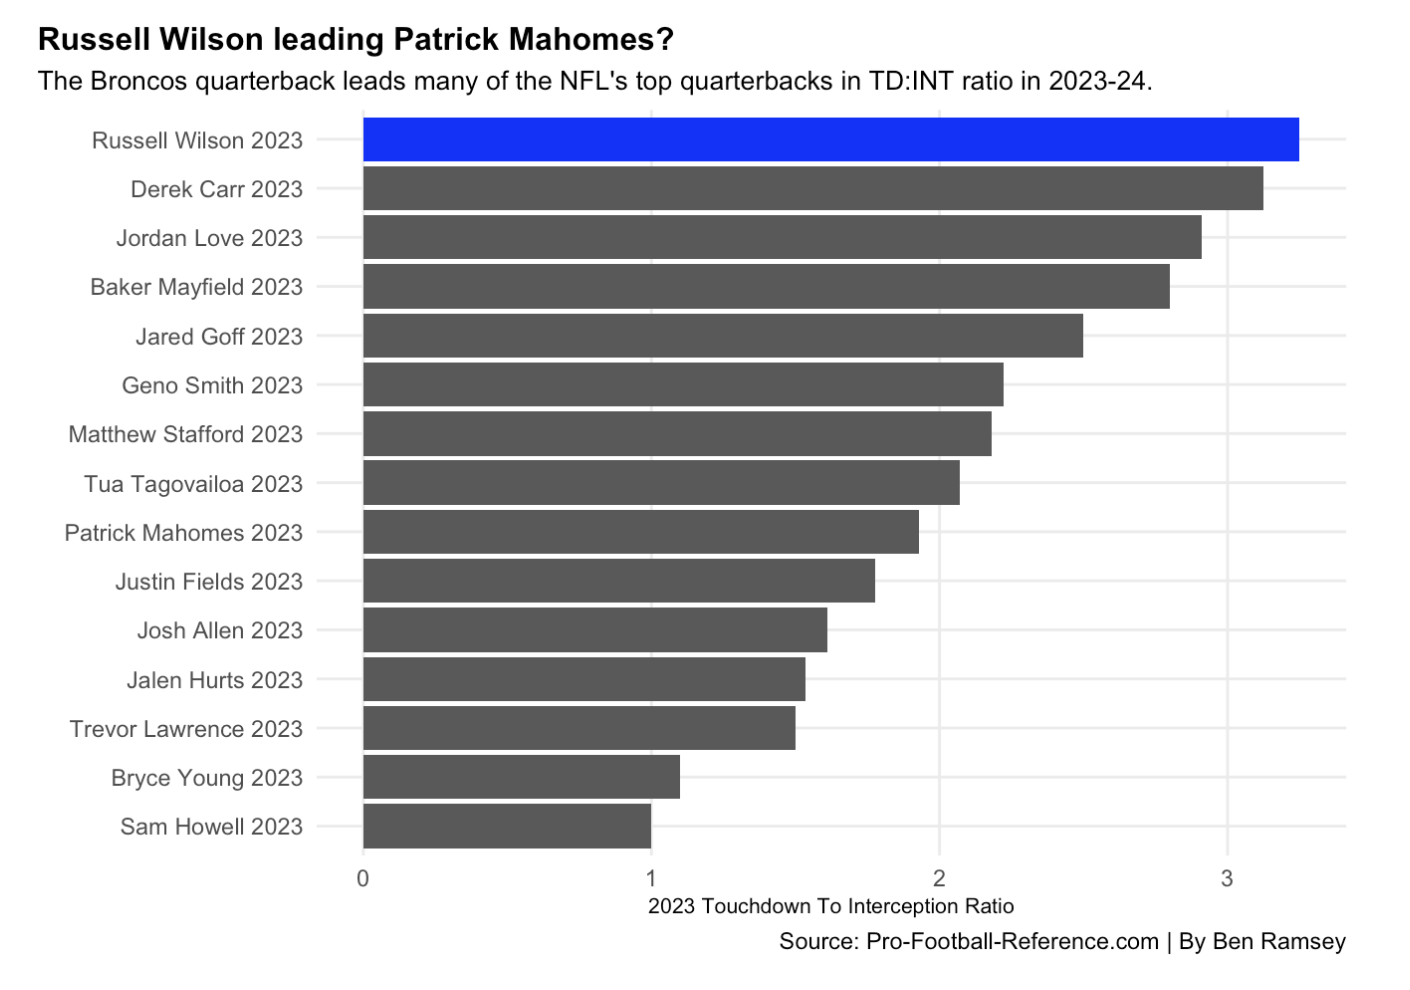 Russell Wilson leading Patrick Mahomes?
The Broncos quarterback leads many of the NFL's top quarterbacks in TD:INT ratio in 2023-24.
Russell Wilson 2023
Derek Carr 2023
Jordan Love 2023
Baker Mayfield 2023
Jared Goff 2023
Geno Smith 2023
Matthew Stafford 2023
Tua Tagovailoa 2023
Patrick Mahomes 2023
Justin Fields 2023
Josh Allen 2023
Jalen Hurts 2023
Trevor Lawrence 2023
Bryce Young 2023
Sam Howell 2023
0 1 2 3
2023 Touchdown To Interception Ratio
Source: Pro-Football-Reference.com | By Ben Ramsey